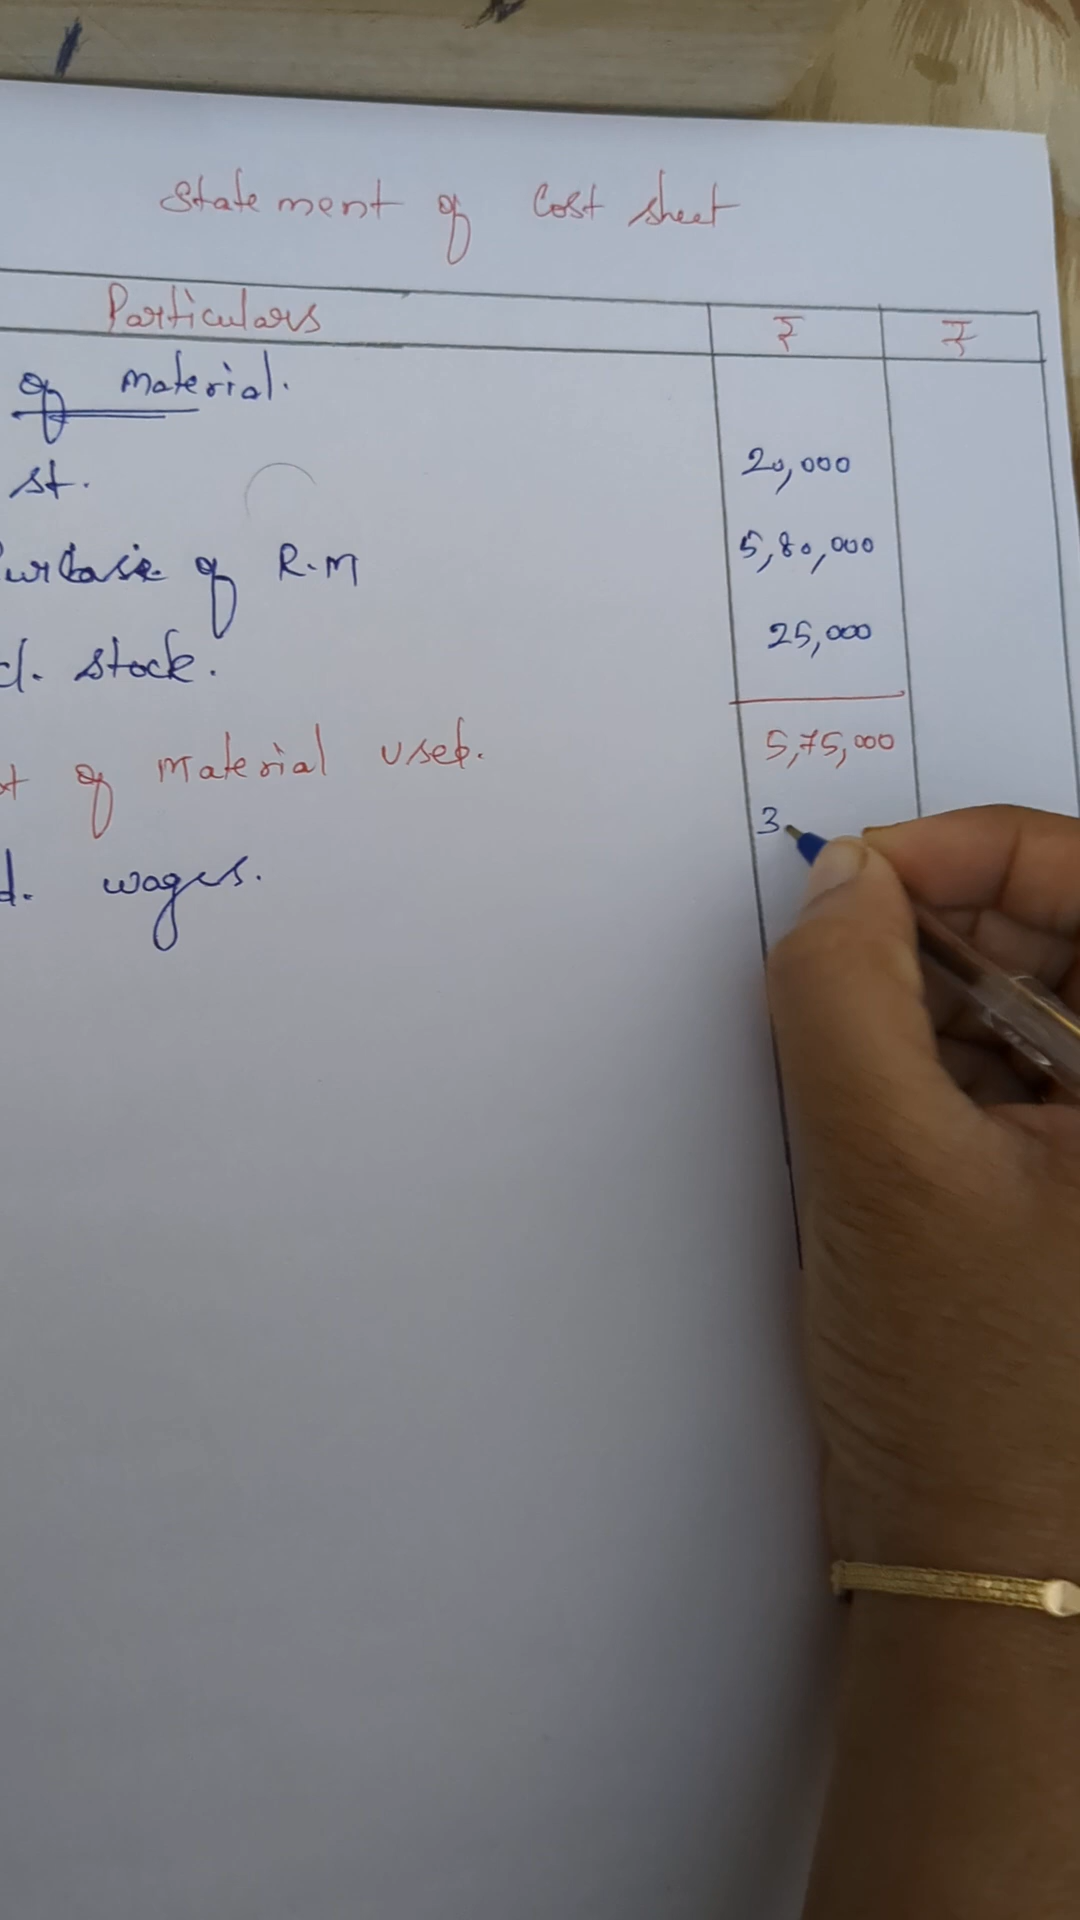 Statement of Cost sheet
Particulars ₹ ₹
of material.
st. 20,000
of R.M 5,80,000
cl. stock. 25,000
5,75,000
of Material used.
3
d. wages.